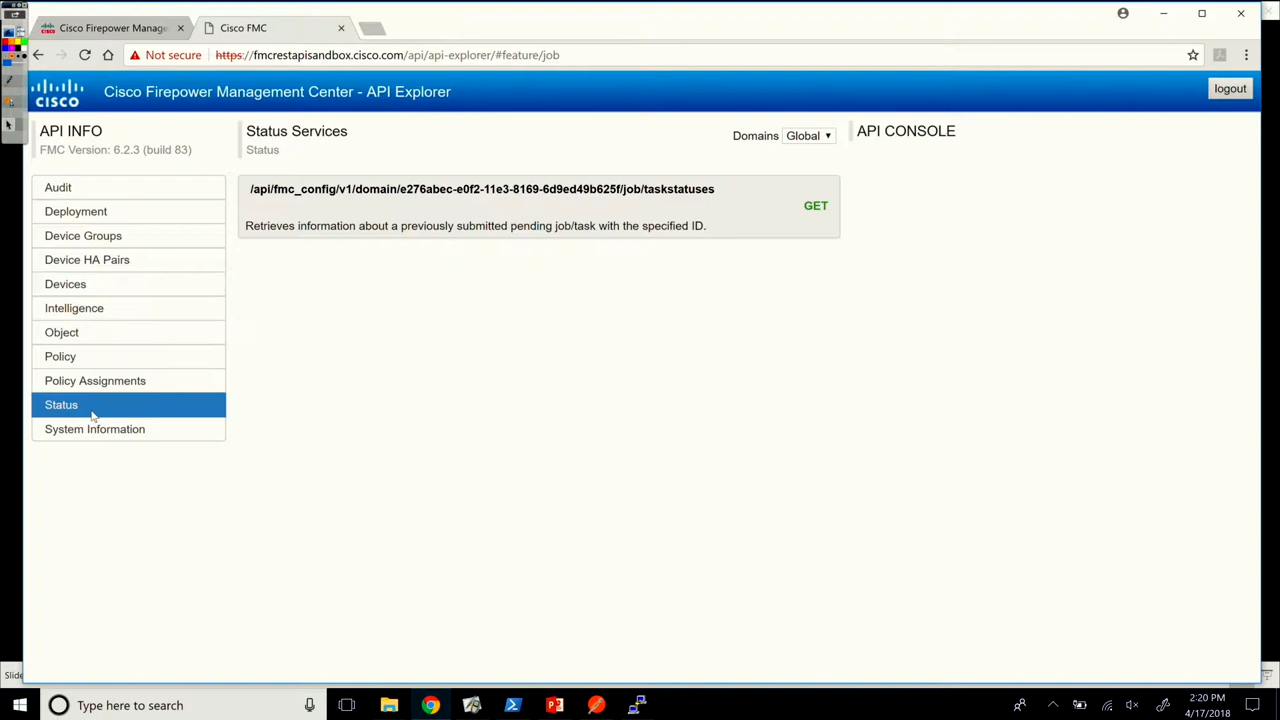 Cisco Firepower Manage
Cisco FMC
Not secure
https://fmcrestapisandbox.cisco.com/api/api-explorer/#feature/job
CISCO
Cisco Firepower Management Center - API Explorer
logout
API INFO
FMC Version: 6.2.3 (build 83)
Audit
Deployment
Device Groups
Device HA Pairs
Devices
Intelligence
Object
Policy
Policy Assignments
Status
System Information
Status Services
Status
Domains Global
/api/fmc_config/v1/domain/e276abec-e0f2-11e3-8169-6d9ed49b625f/job/taskstatuses
GET
Retrieves information about a previously submitted pending job/task with the specified ID.
API CONSOLE
Slide
Type here to search
2:20 PM
4/17/2018